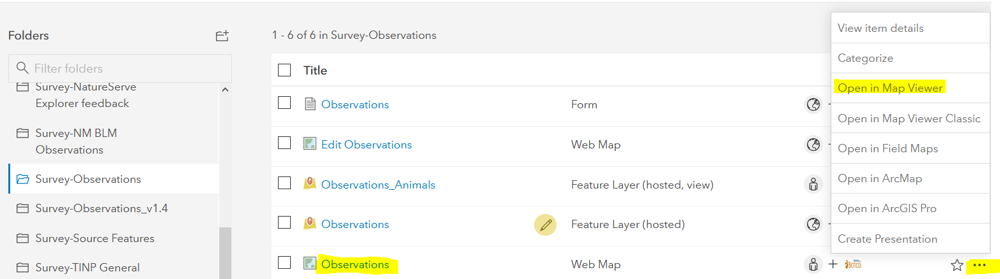 Folders
Filter folders
Survey-NatureServe
Explorer feedback
Survey-NM BLM
Observations
Survey-Observations
Survey-Observations_v1.4
Survey-Source Features
Survey-TINP General
1 - 6 of 6 in Survey-Observations
Title
Observations Form
Edit Observations Web Map
Observations_Animals Feature Layer (hosted, view)
Observations Feature Layer (hosted)
Observations Web Map
BIOTICS
View item details
Categorize
Open in Map Viewer
Open in Map Viewer Classic
Open in Field Maps
Open in ArcMap
Open in ArcGIS Pro
Create Presentation